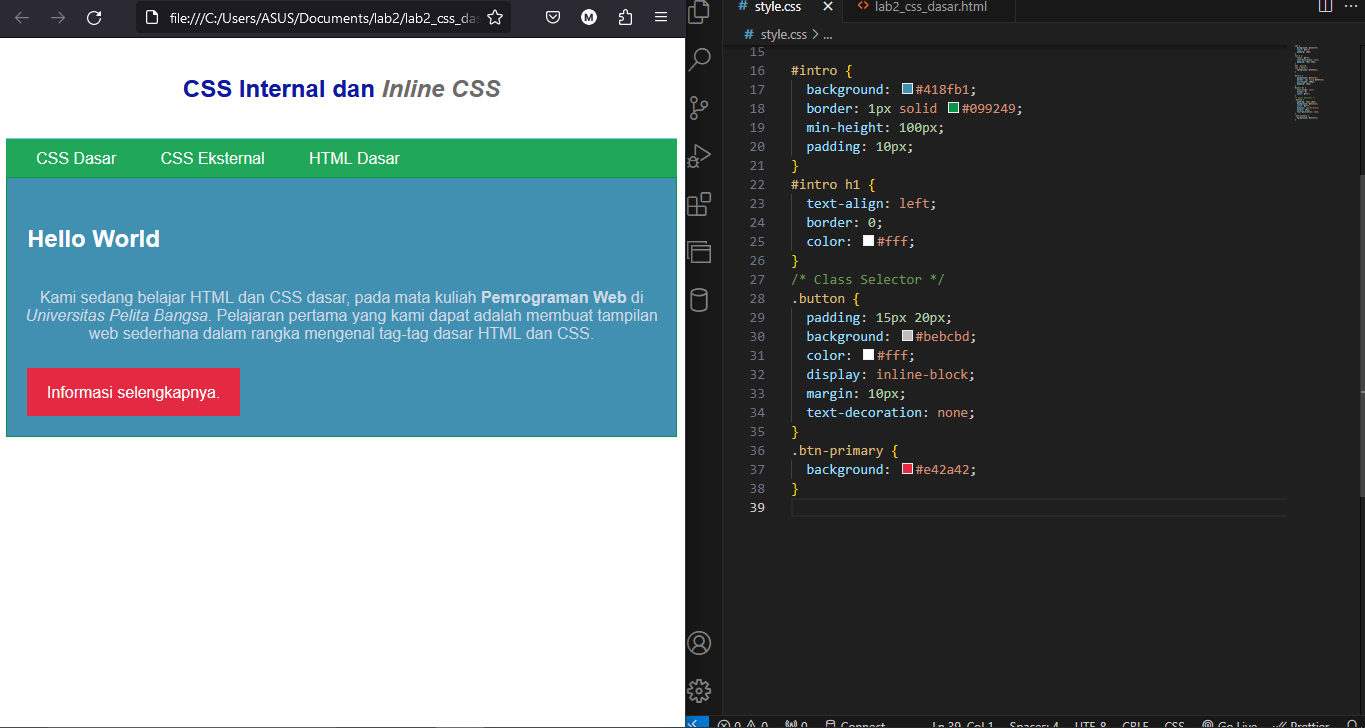 file:///C:/Users/ASUS/Documents/lab2/lab2_css_das
M
CSS Internal dan Inline CSS
CSS Dasar CSS Eksternal HTML Dasar
Hello World
Kami sedang belajar HTML dan CSS dasar, pada mata kuliah Pemrograman Web di
Universitas Pelita Bangsa. Pelajaran pertama yang kami dapat adalah membuat tampilan
web sederhana dalam rangka mengenal tag-tag dasar HTML dan CSS.
Informasi selengkapnya.
# style.css <> lab2_css_dasar.html ...
# style.css > ...
15
16 #intro {
17 background: #418fb1;
18 border: 1px solid #099249;
19 min-height: 100px;
20 padding: 10px;
21 }
22 #intro h1 {
23 text-align: left;
24 border: 0;
25 color: #fff;
26 }
27 /* Class Selector */
28 .button {
29 padding: 15px 20px;
30 background: #bebcbd;
31 color: #fff;
32 display: inline-block;
33 margin: 10px;
34 text-decoration: none;
35 }
36 .btn-primary {
37 background: #e42a42;
38 }
39
0 0 0 Connect Ln 39, Col 1 Spaces: 4 UTF-8 CRLF CSS Go Live Prettier